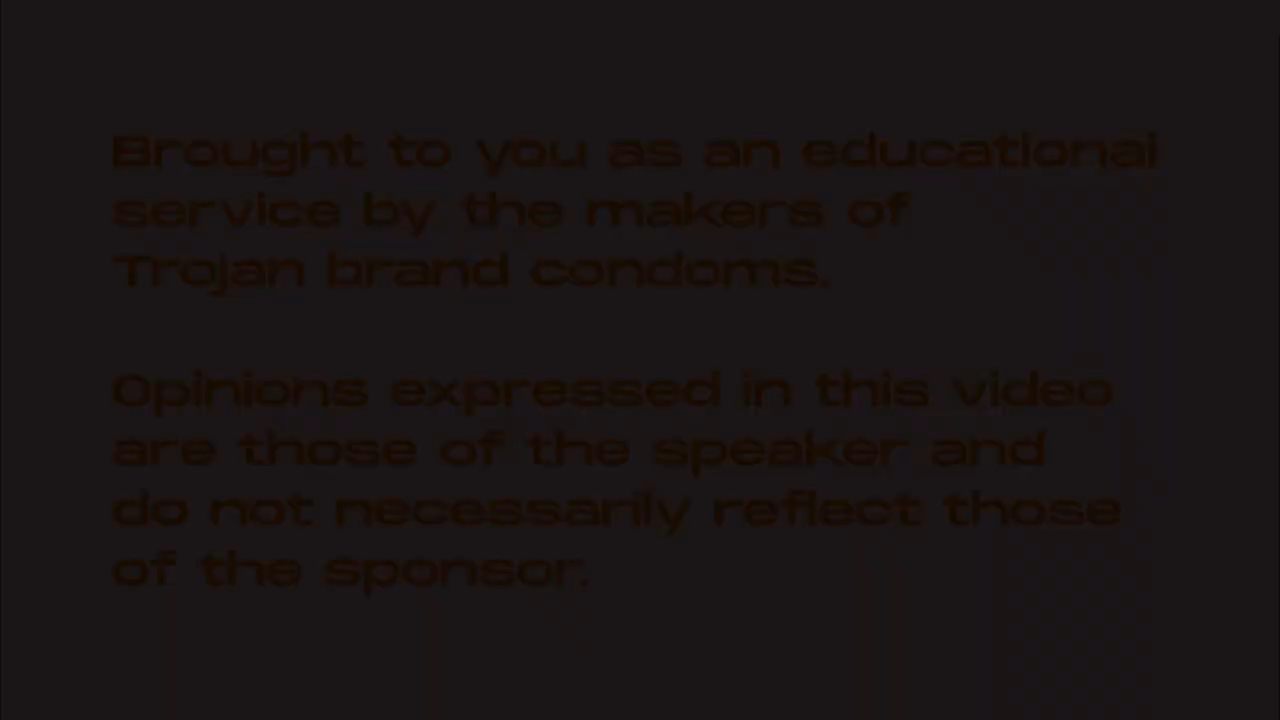 Brought to you as an educational
service by the makers of
Trojan brand condoms.
Opinions expressed in this video
are those of the speaker and
do not necessarily reflect those
of the sponsor.